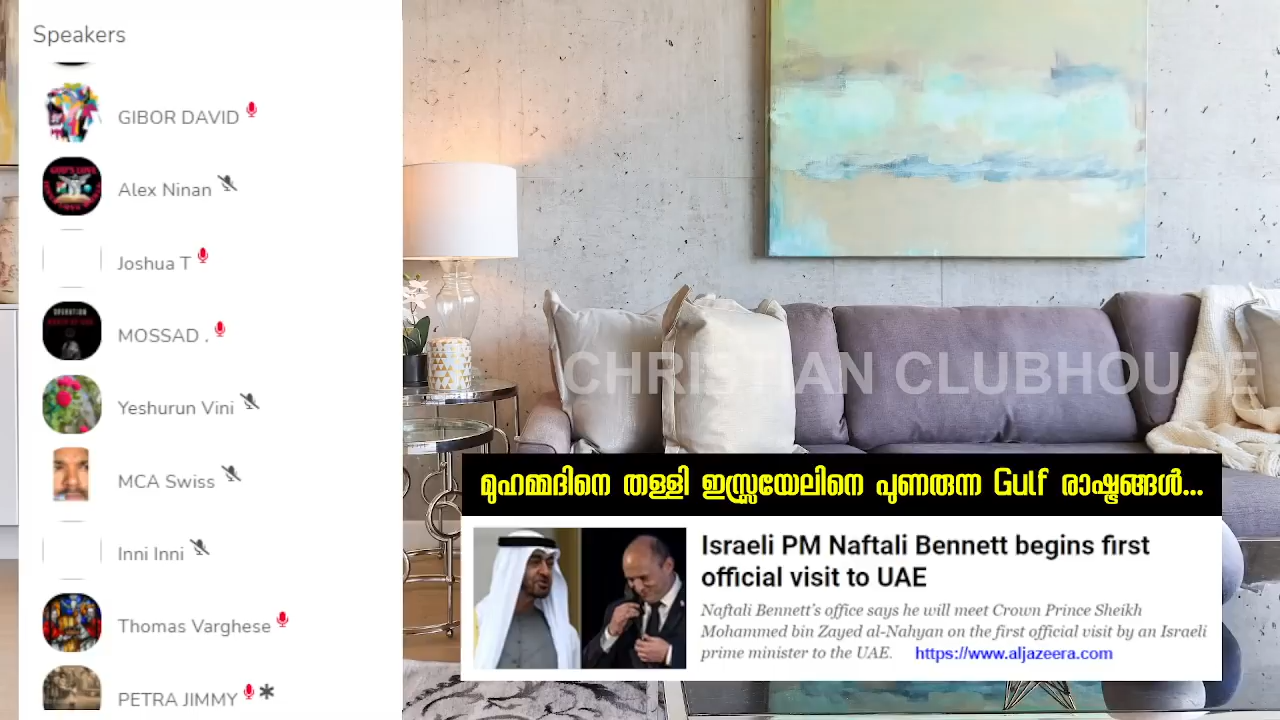 Speakers
GIBOR DAVID
Alex Ninan
Joshua T
MOSSAD .
Yeshurun Vini
MCA Swiss
Inni Inni
Thomas Varghese
PETRA JIMMY
CHRISTIAN CLUBHOUSE
മുഹമ്മദിനെ തള്ളി ഇസ്രയേലിനെ പുണരുന്ന Gulf രാഷ്ട്രങ്ങൾ...
Israeli PM Naftali Bennett begins first
official visit to UAE
Naftali Bennett's office says he will meet Crown Prince Sheikh
Mohammed bin Zayed al-Nahyan on the first official visit by an Israeli
prime minister to the UAE. https://www.aljazeera.com